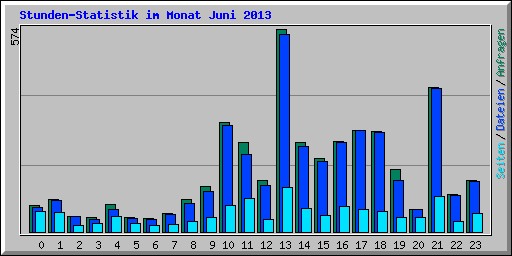 Stunden-Statistik im Monat Juni 2013
574
Seiten / Dateien / Anfragen
0 1 2 3 4 5 6 7 8 9 10 11 12 13 14 15 16 17 18 19 20 21 22 23